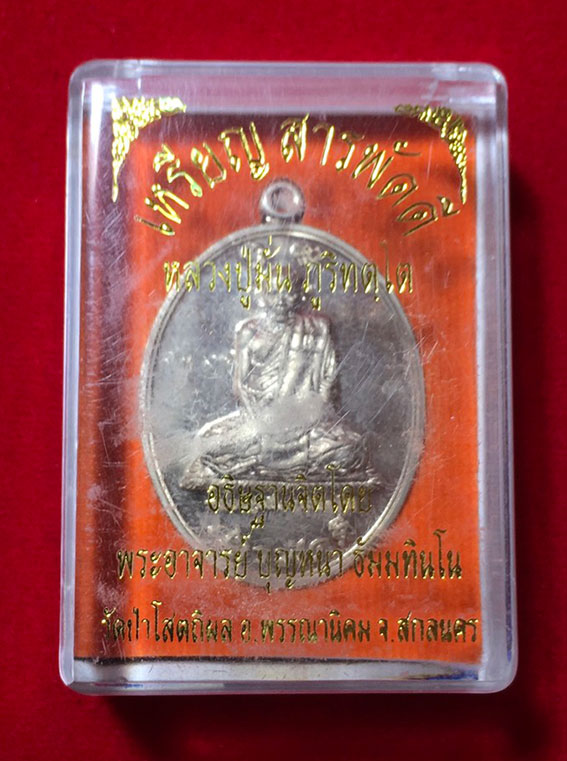 เหรียญ สารพัดดี
หลวงปู่มั่น ภูริทตฺโต
อธิษฐานจิตโดย
พระอาจารย์ บุญหนา ธัมมทินโน
วัดป่าโสตถิผล อ.พรรณานิคม จ.สกลนคร